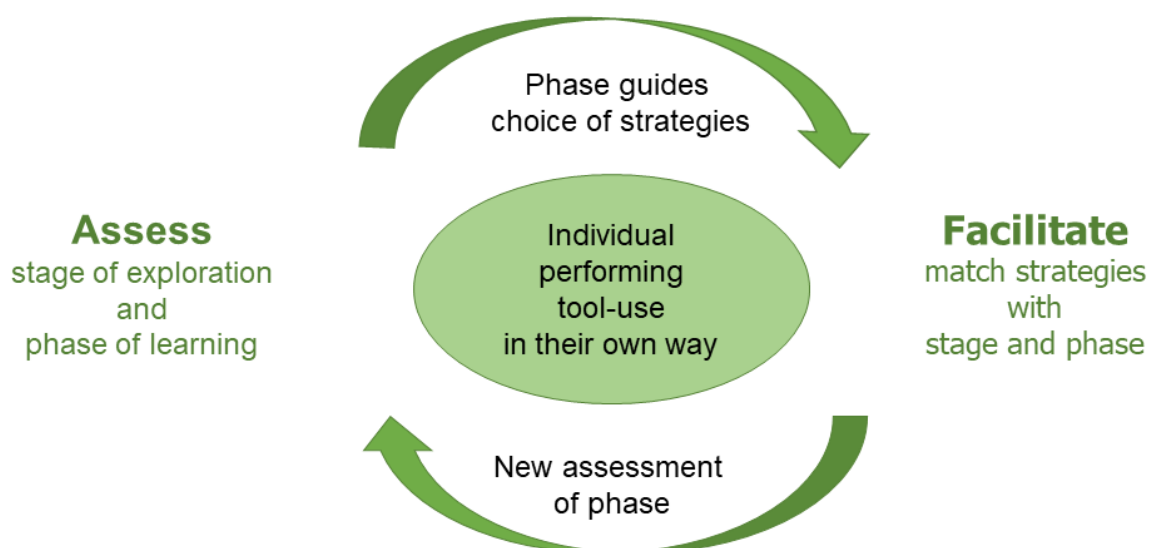 Phase guides
choice of strategies
Assess
stage of exploration
and
phase of learning
Individual
performing
tool-use
in their own way
Facilitate
match strategies
with
stage and phase
New assessment
of phase